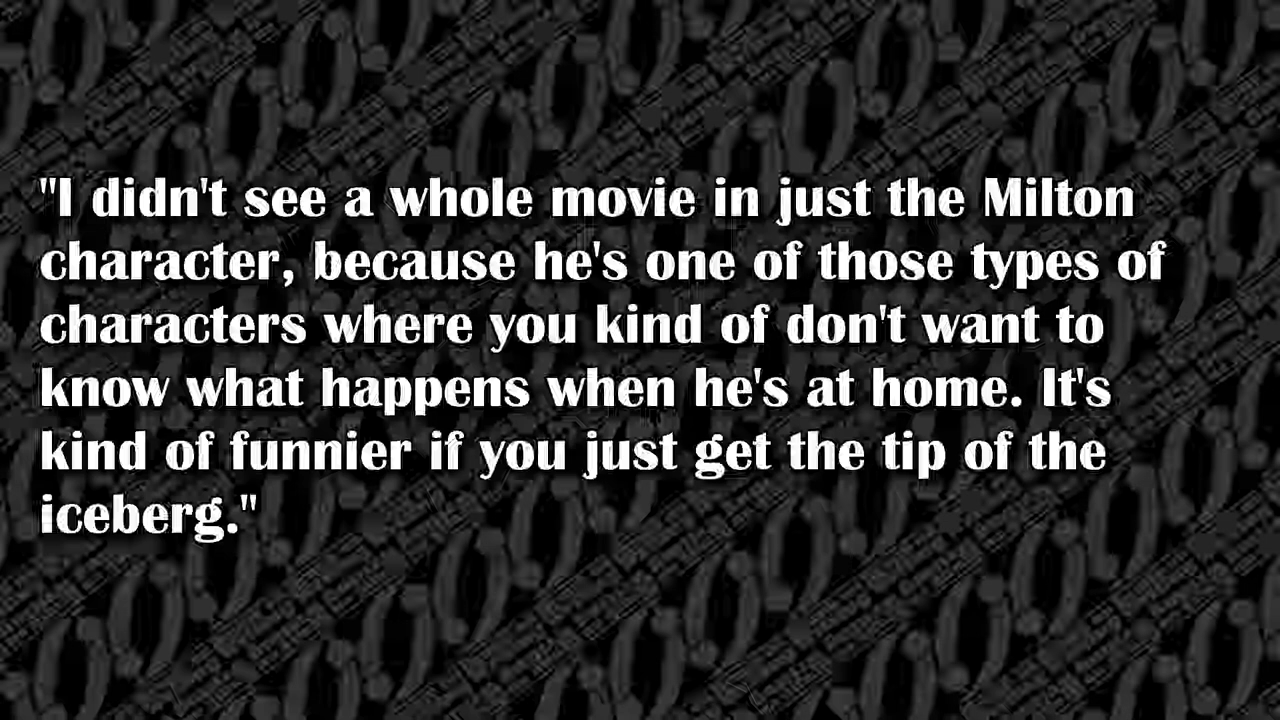 "I didn't see a whole movie in just the Milton
character, because he's one of those types of
characters where you kind of don't want to
know what happens when he's at home. It's
kind of funnier if you just get the tip of the
iceberg."